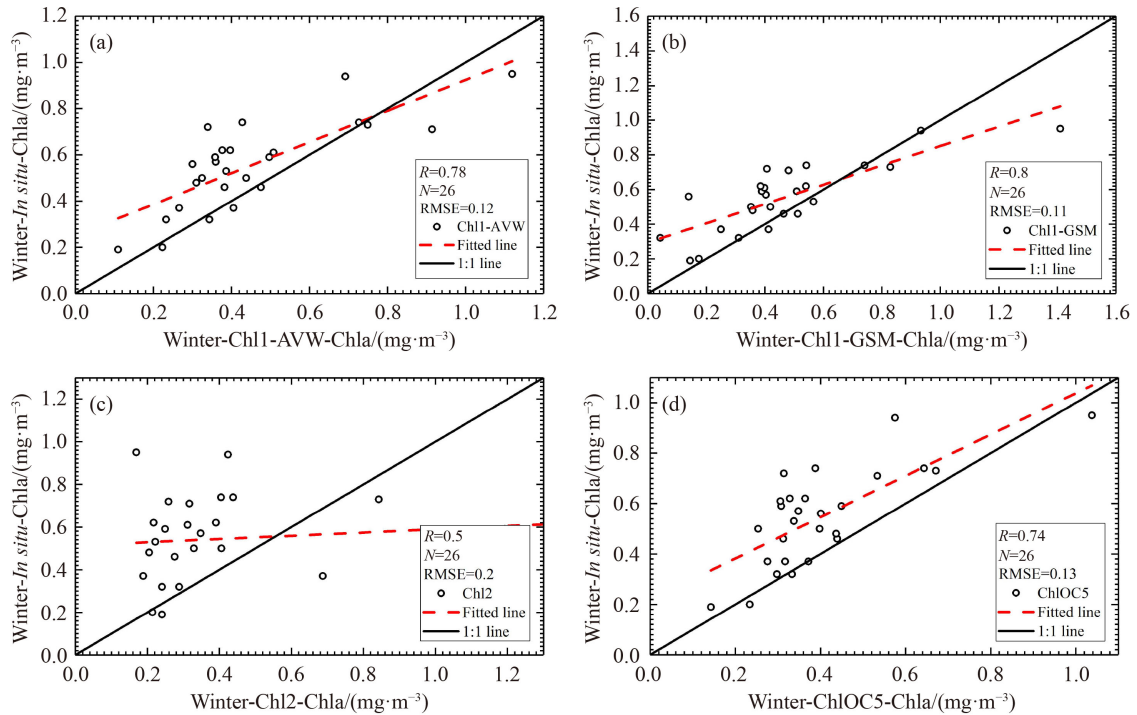 (a)
Winter-In situ-Chla/(mg·m⁻³)
1.2
1.0
0.8
0.6
0.4
0.2
0.0
R=0.78
N=26
RMSE=0.12
Chl1-AVW
Fitted line
1:1 line
0.0 0.2 0.4 0.6 0.8 1.0 1.2
Winter-Chl1-AVW-Chla/(mg·m⁻³)
(b)
Winter-In situ-Chla/(mg·m⁻³)
1.6
1.4
1.2
1.0
0.8
0.6
0.4
0.2
0.0
R=0.8
N=26
RMSE=0.11
Chl1-GSM
Fitted line
1:1 line
0.0 0.2 0.4 0.6 0.8 1.0 1.2 1.4 1.6
Winter-Chl1-GSM-Chla/(mg·m⁻³)
(c)
Winter-In situ-Chla/(mg·m⁻³)
1.2
1.0
0.8
0.6
0.4
0.2
0.0
R=0.5
N=26
RMSE=0.2
Chl2
Fitted line
1:1 line
0.0 0.2 0.4 0.6 0.8 1.0 1.2
Winter-Chl2-Chla/(mg·m⁻³)
(d)
Winter-In situ-Chla/(mg·m⁻³)
1.0
0.8
0.6
0.4
0.2
0.0
R=0.74
N=26
RMSE=0.13
ChlOC5
Fitted line
1:1 line
0.0 0.2 0.4 0.6 0.8 1.0
Winter-ChlOC5-Chla/(mg·m⁻³)